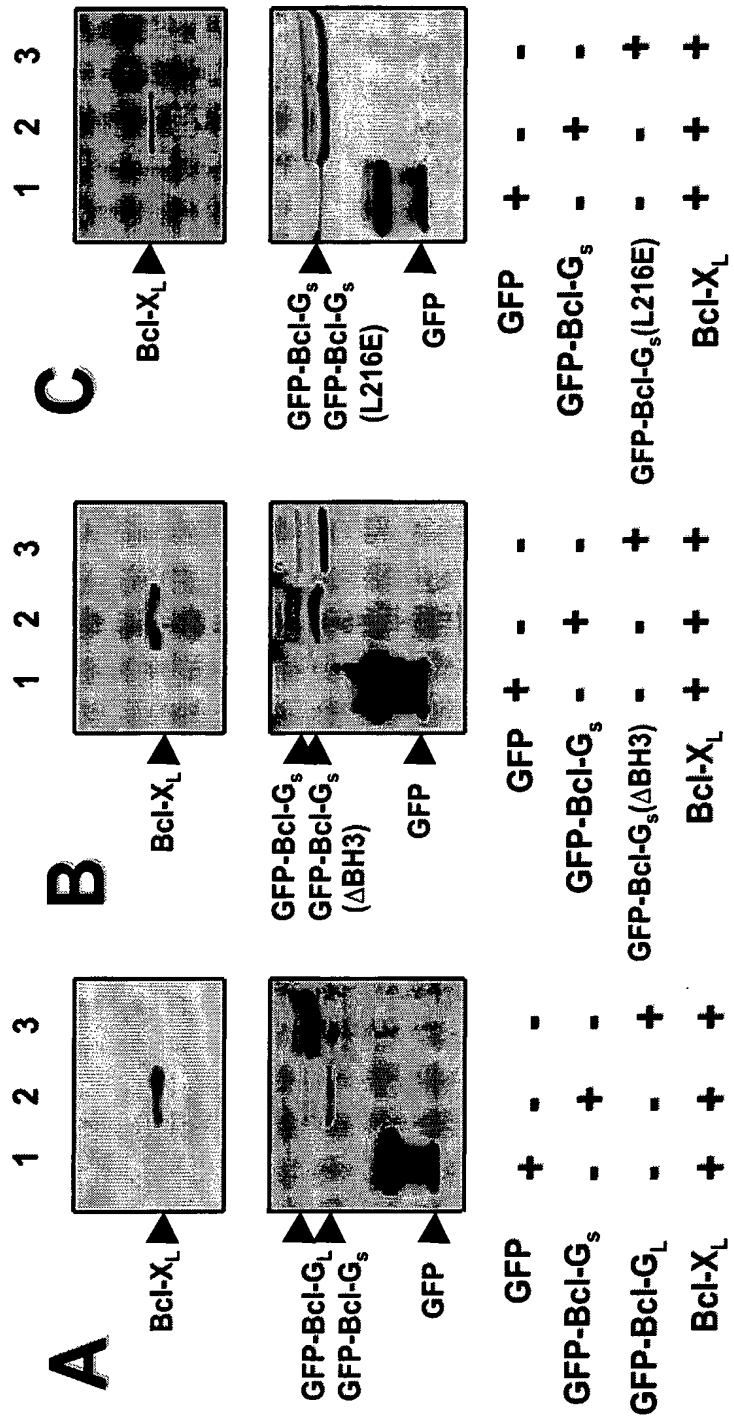 A
1 2 3
Bcl-XL
GFP-Bcl-GL
GFP-Bcl-Gs
GFP
GFP + - -
GFP-Bcl-Gs - + -
GFP-Bcl-GL - - +
Bcl-XL + + +
B
1 2 3
Bcl-XL
GFP-Bcl-Gs
GFP-Bcl-Gs
(ΔBH3)
GFP
GFP + - -
GFP-Bcl-Gs - + -
GFP-Bcl-Gs(ΔBH3) - - +
Bcl-XL + + +
C
1 2 3
Bcl-XL
GFP-Bcl-Gs
GFP-Bcl-Gs
(L216E)
GFP
GFP + - -
GFP-Bcl-Gs - + -
GFP-Bcl-Gs(L216E) - - +
Bcl-XL + + +